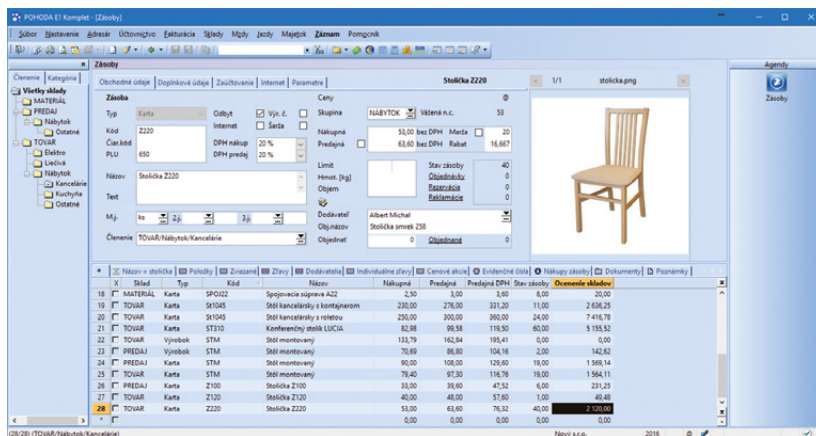 POHODA E1 Komplet - [Zásoby]
Súbor Nastavenie Adresár Účtovníctvo Fakturácia Sklady Mzdy Jazdy Majetok Záznam Pomocník
Zásoby
Agendy
Zásoby
Členenie Kategória
Všetky sklady
MATERIÁL
PREDAJ
Nábytok
Ostatné
TOVAR
Elektro
Liečivá
Nábytok
Kancelárie
Kuchyňa
Ostatné
Obchodné údaje Doplnkové údaje Zaúčtovanie Internet Parametre Stolička Z220 1/1 stolicka.png
Zásoba Ceny
Typ Karta Odbyt Výr. č. Skupina NÁBYTOK Vážená n.c. 53
Internet Šarža
Kód Z220 Nákupná 53,00 bez DPH Marža 20
Čiar.kód DPH nákup 20 % Predajná 63,60 bez DPH Rabat 16,667
PLU 650 DPH predaj 20 %
Limit Stav zásoby 40
Názov Stolička Z220 Hmot. [kg] Objednávky 0
Objem Rezervácie 0
Text Reklamácie 0
M.j. ks 2.j. 3.j. Dodávateľ Albert Michal
Obj.názov Stolička smrek 258
Členenie TOVAR/Nábytok/Kancelárie Objednať 0 Objednané 0
Názov = stolička Položky Zviazané Zľavy Dodávatelia Individuálne zľavy Cenové akcie Evidenčné čísla Nákupy zásoby Dokumenty Poznámky
X Sklad Typ Kód Názov Nákupná Predajná Predajná DPH Stav zásoby Ocenenie skladov
18 MATERIÁL Karta SPOJ22 Spojovacia súprava A22 2,50 3,00 3,60 8,00 20,00
19 TOVAR Karta St1045 Stôl kancelársky s kontajnerom 230,00 276,00 331,20 11,00 2 636,25
20 TOVAR Karta St1045 Stôl kancelársky s roletou 250,00 300,00 360,00 24,00 7 416,78
21 TOVAR Karta ST310 Konferenčný stolík LUCIA 82,98 99,58 119,50 60,00 5 155,52
22 TOVAR Výrobok STM Stôl montovaný 133,79 162,84 195,41 0,00 0,00
23 PREDAJ Výrobok STM Stôl montovaný 70,69 86,80 104,16 2,00 142,62
24 PREDAJ Karta STM Stôl montovaný 90,00 108,00 129,60 19,00 1 569,14
25 TOVAR Karta STM Stôl montovaný 79,40 97,30 116,76 19,00 1 564,11
26 PREDAJ Karta Z100 Stolička Z100 33,00 39,60 47,52 6,00 231,25
27 TOVAR Karta Z120 Stolička Z120 40,00 48,00 57,60 1,00 49,48
28 TOVAR Karta Z220 Stolička Z220 53,00 63,60 76,32 40,00 2 120,00
* 0,00 0,00 0,00 0,00 0,00
(28/28) (TOVAR/Nábytok/Kancelárie) Nový s.r.o. 2016 @